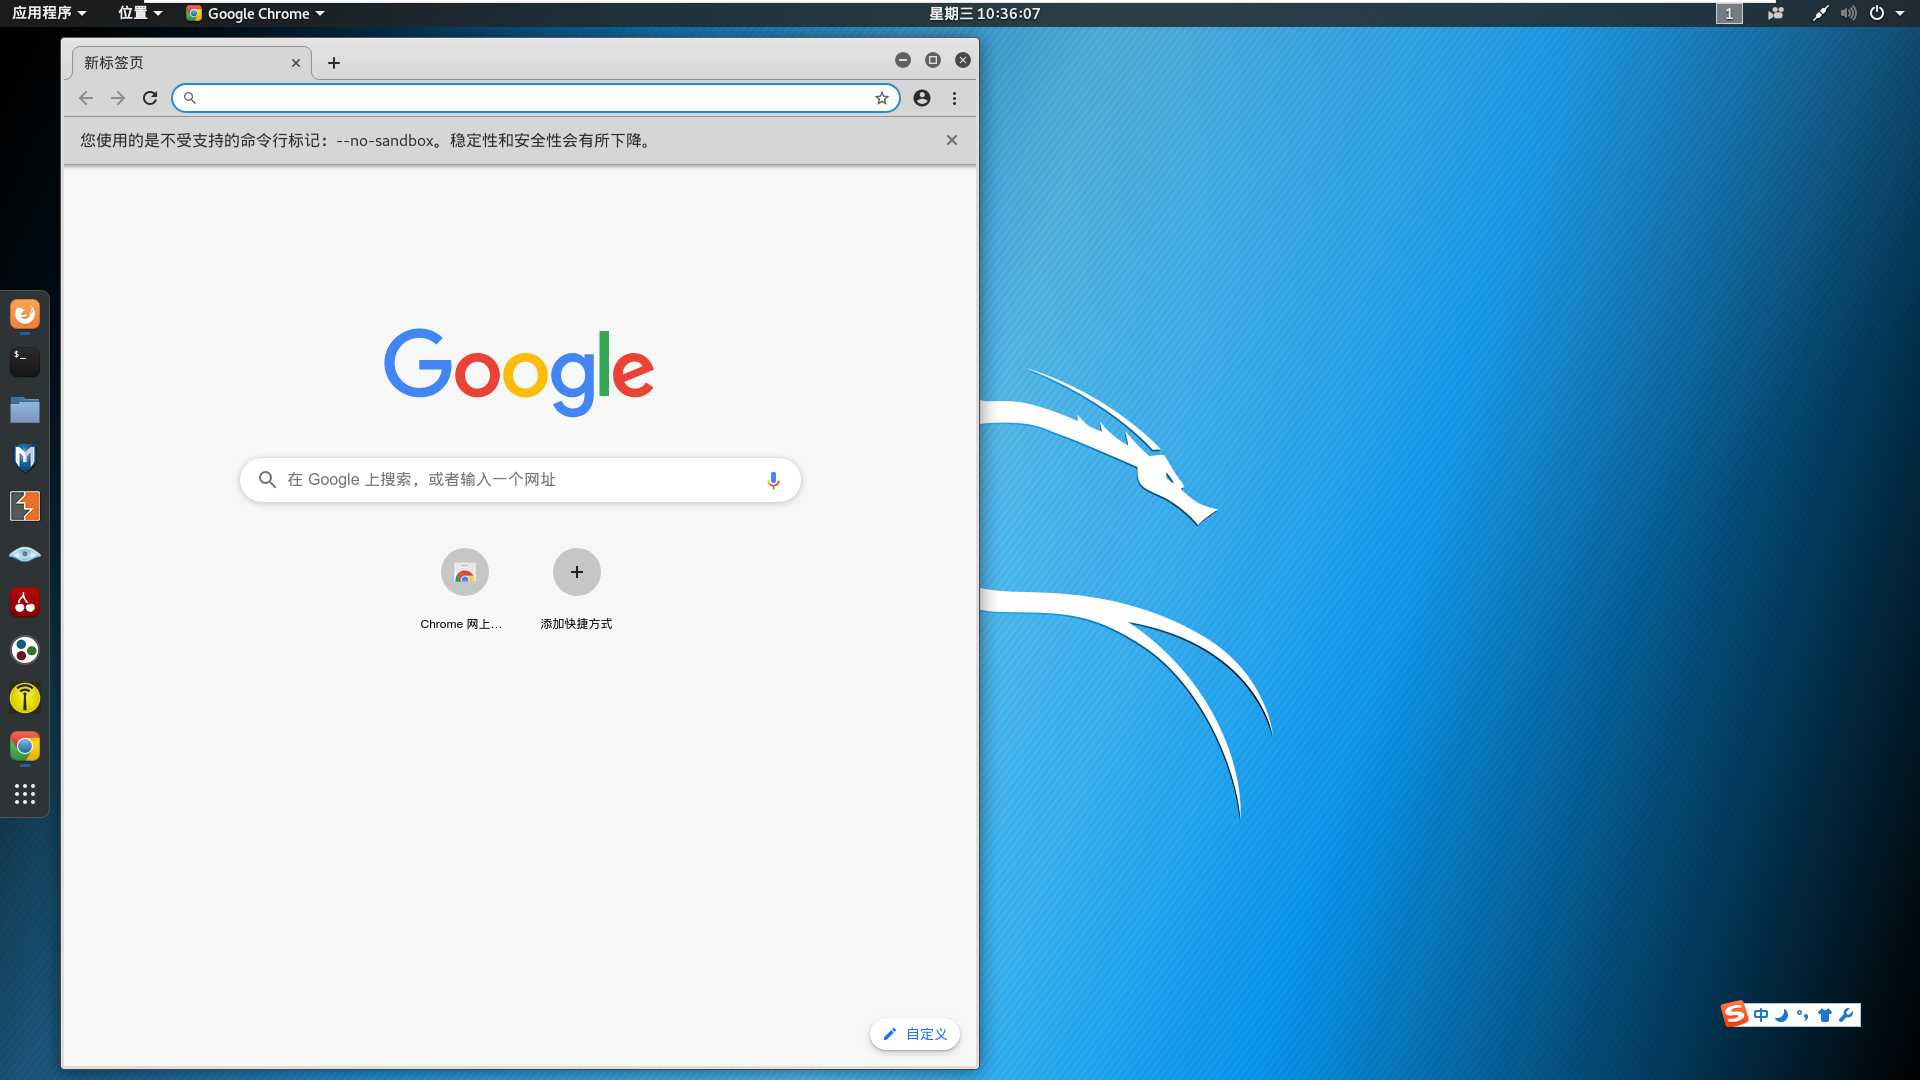 应用程序 位置 Google Chrome 星期三 10:36:07 1
新标签页
您使用的是不受支持的命令行标记：--no-sandbox。稳定性和安全性会有所下降。
$_
Google
在 Google 上搜索，或者输入一个网址
Chrome 网上... 添加快捷方式
S 中
自定义